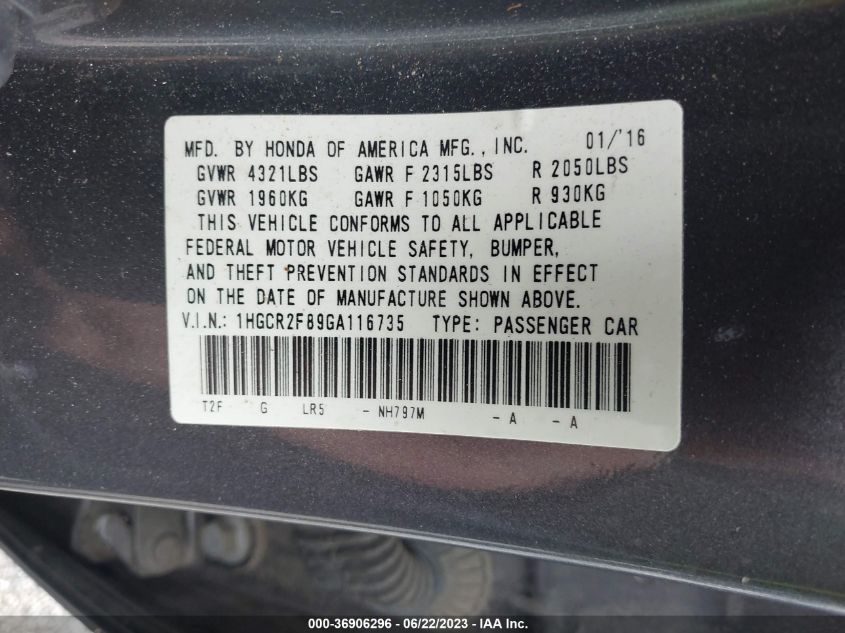 MFD. BY HONDA OF AMERICA MFG., INC. 01/'16
GVWR 4321LBS GAWR F 2315LBS R 2050LBS
GVWR 1960KG GAWR F 1050KG R 930KG
THIS VEHICLE CONFORMS TO ALL APPLICABLE
FEDERAL MOTOR VEHICLE SAFETY, BUMPER,
AND THEFT PREVENTION STANDARDS IN EFFECT
ON THE DATE OF MANUFACTURE SHOWN ABOVE.
V.I.N.: 1HGCR2F89GA116735 TYPE: PASSENGER CAR
T2F G LR5 - NH797M - A - A
000-36906296 - 06/22/2023 - IAAI.com